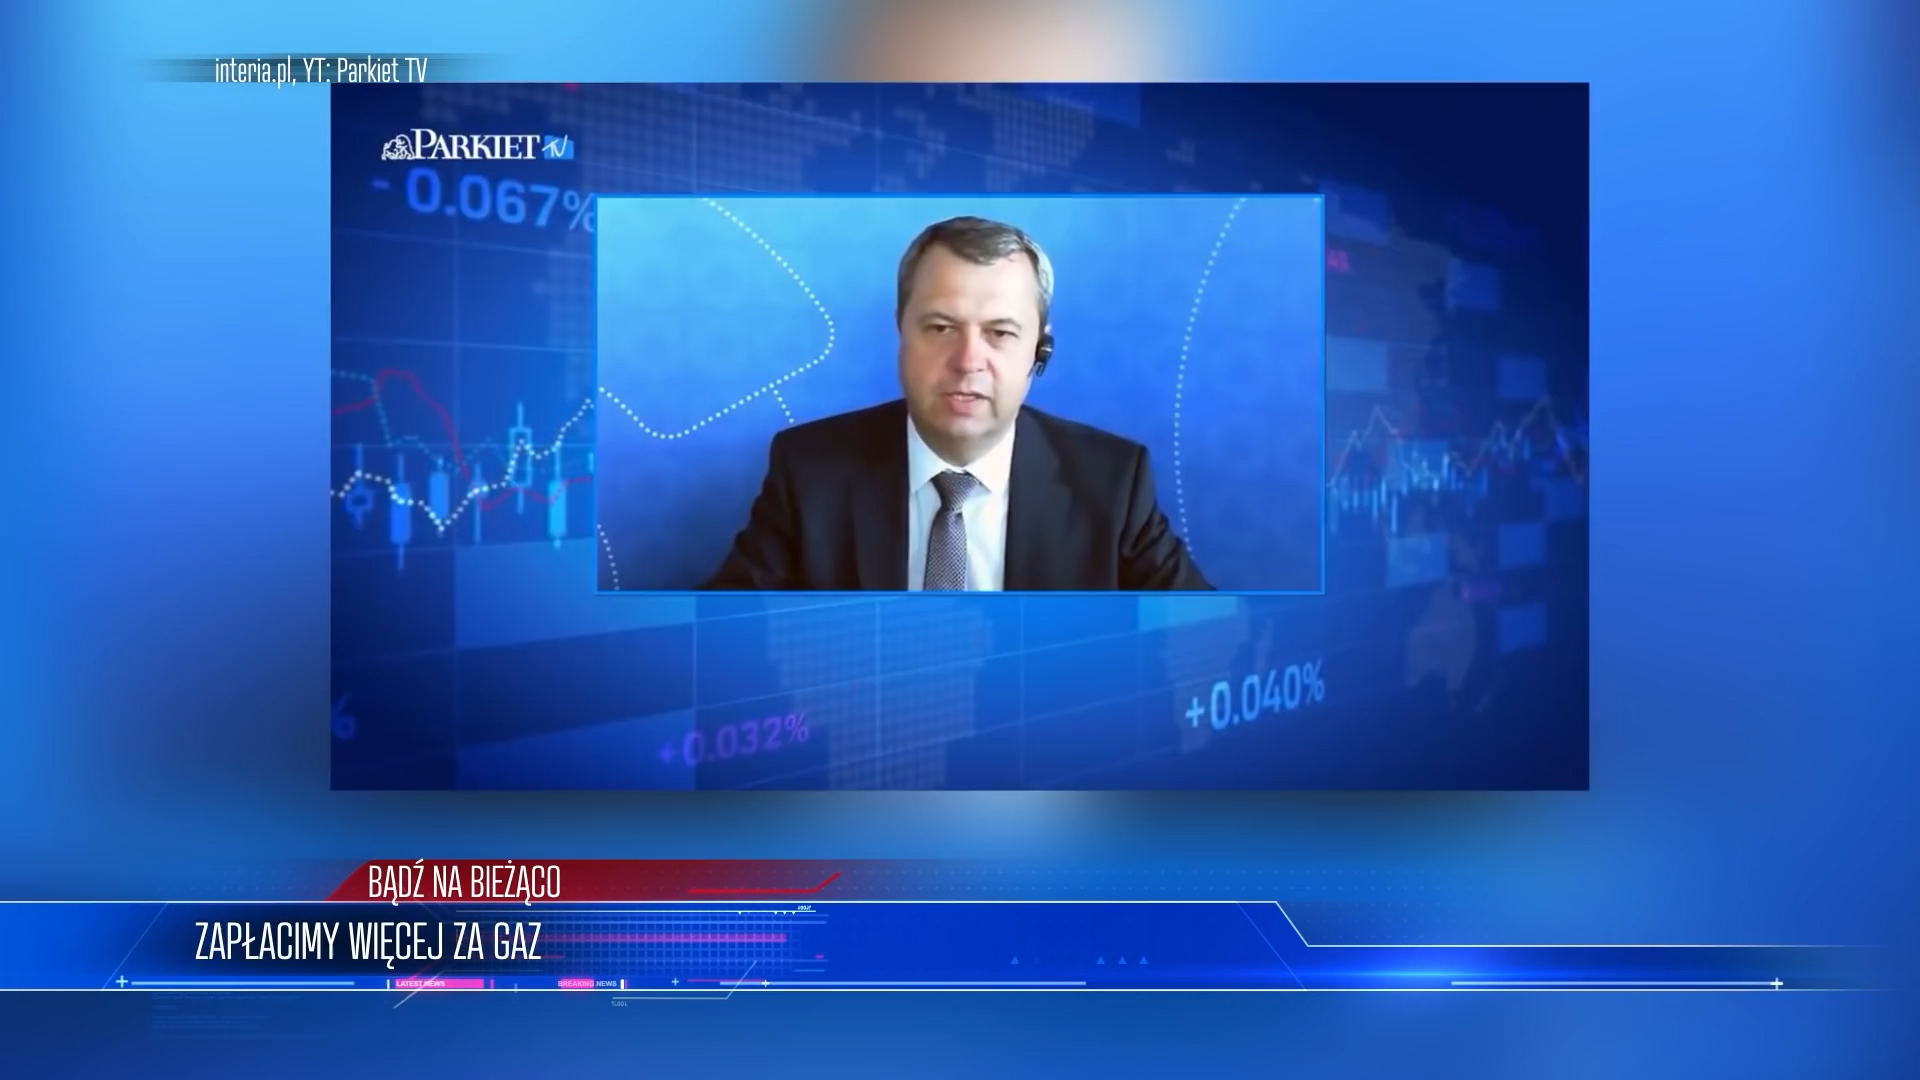 interia.pl, YT: Parkiet TV
PARKIET TV
- 0.067%
%
+0.032%
+0.040%
BĄDŹ NA BIEŻĄCO
ZAPŁACIMY WIĘCEJ ZA GAZ
LATEST NEWS
BREAKING NEWS